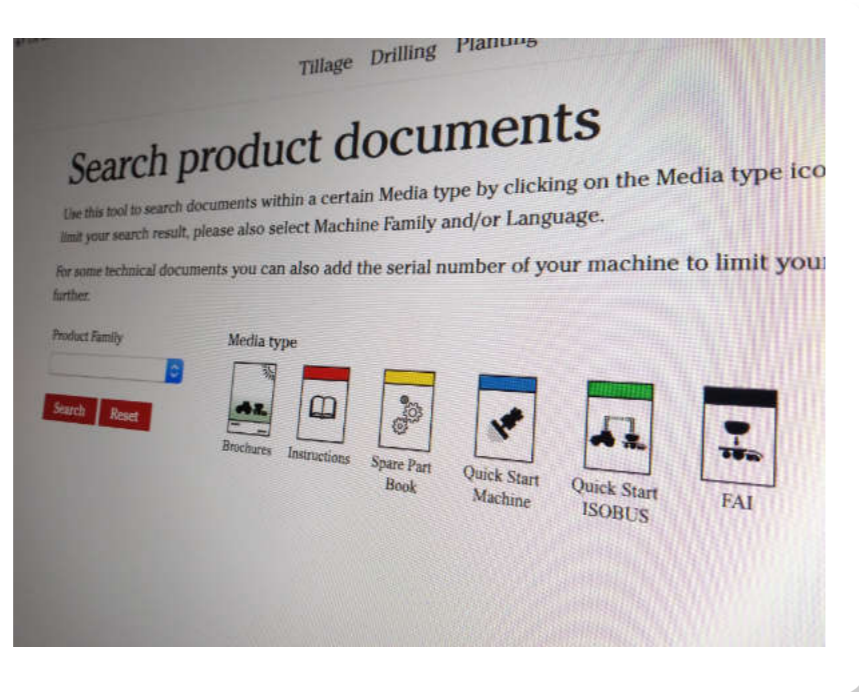 Tillage Drilling Planting
Search product documents
Use this tool to search documents within a certain Media type by clicking on the Media type ico
limit your search result, please also select Machine Family and/or Language.
For some technical documents you can also add the serial number of your machine to limit your
further.
Product Family
Media type
Search Reset
Brochures
Instructions
Spare Part
Book
Quick Start
Machine
Quick Start
ISOBUS
FAI